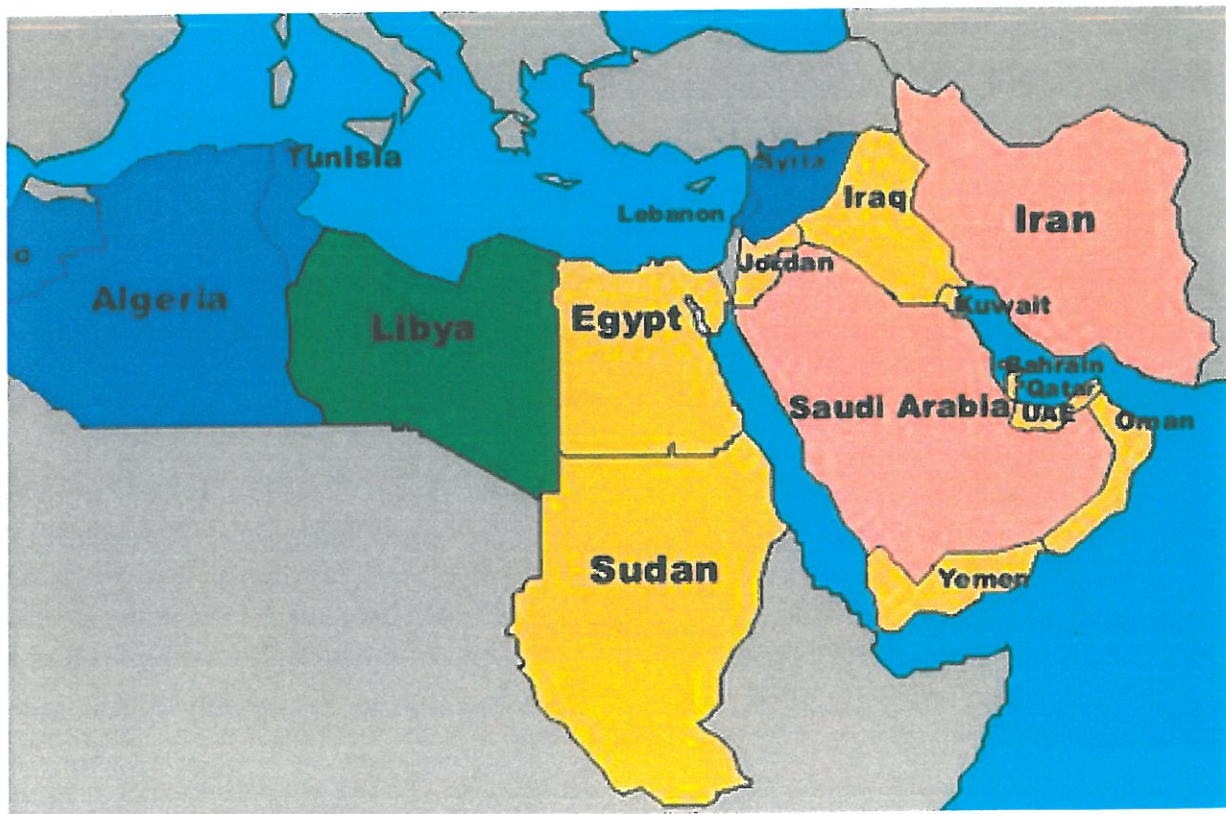 Tunisia
Syria
Iraq
Lebanon
Iran
o
Jordan
Algeria
Kuwait
Libya
Egypt
Bahrain
Qatar
Saudi Arabia
UAE
Oman
Sudan
Yemen